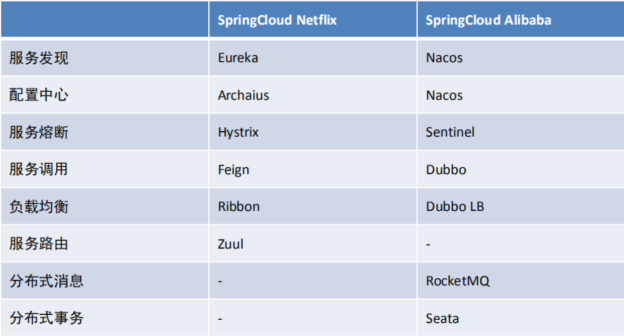 SpringCloud Netflix SpringCloud Alibaba
服务发现 Eureka Nacos
配置中心 Archaius Nacos
服务熔断 Hystrix Sentinel
服务调用 Feign Dubbo
负载均衡 Ribbon Dubbo LB
服务路由 Zuul -
分布式消息 - RocketMQ
分布式事务 - Seata